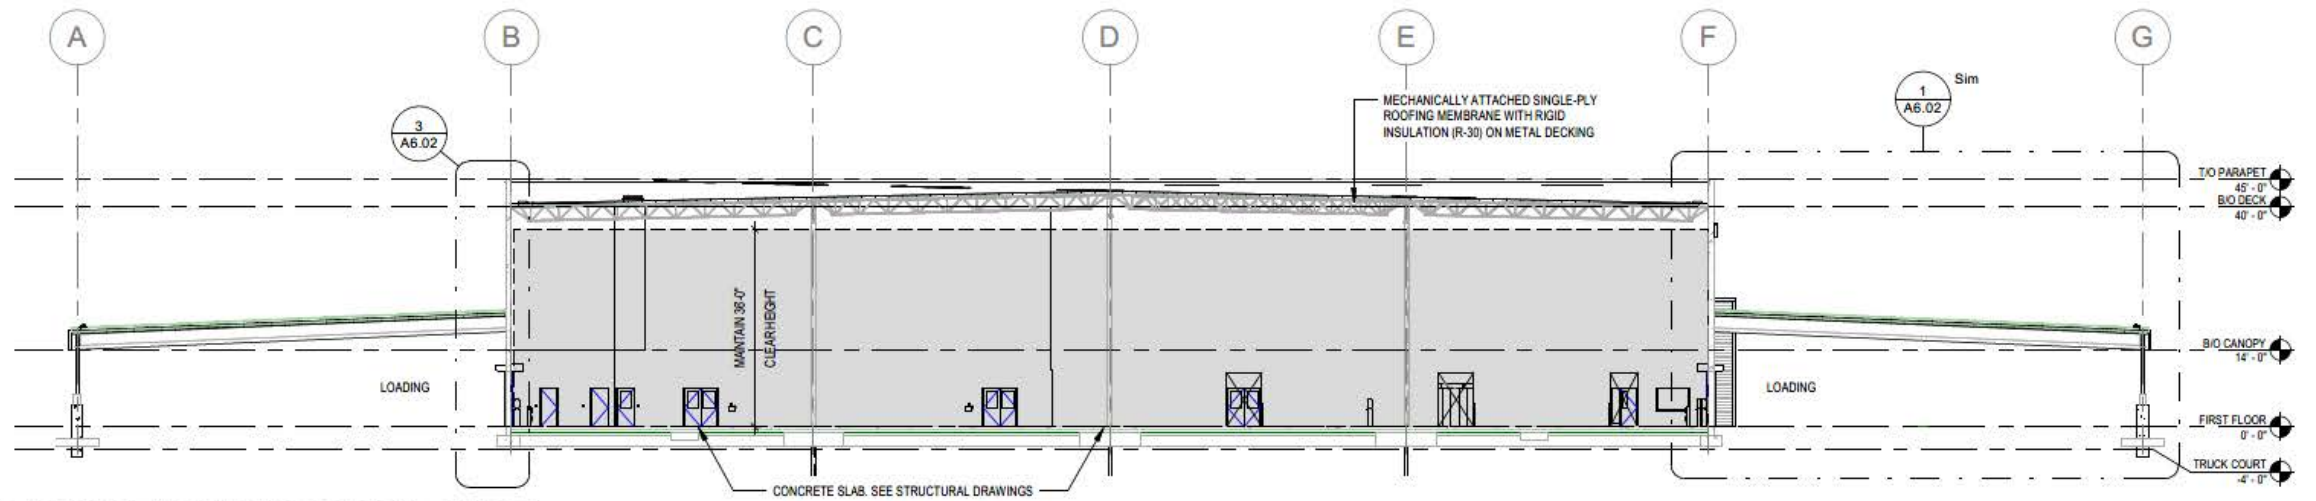 A B C D E F G
1
A6.02
Sim
3
A6.02
MECHANICALLY ATTACHED SINGLE-PLY
ROOFING MEMBRANE WITH RIGID
INSULATION (R-30) ON METAL DECKING
T/O PARAPET
45' - 0"
B/O DECK
40' - 0"
MAINTAIN 36'-0"
CLEAR HEIGHT
B/O CANOPY
14' - 0"
LOADING
LOADING
FIRST FLOOR
0' - 0"
TRUCK COURT
-4' - 0"
CONCRETE SLAB. SEE STRUCTURAL DRAWINGS